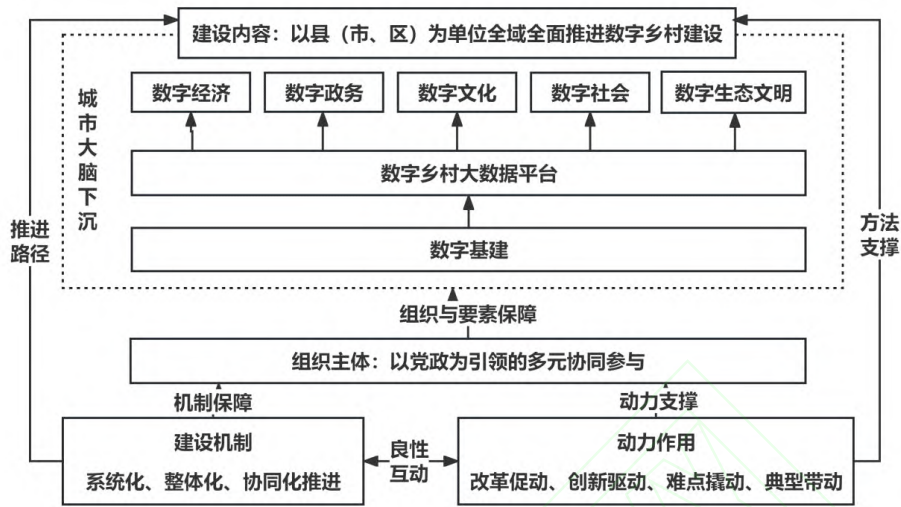 建设内容：以县（市、区）为单位全域全面推进数字乡村建设
城市大脑下沉
数字经济
数字政务
数字文化
数字社会
数字生态文明
数字乡村大数据平台
数字基建
推进
路径
方法
支撑
组织与要素保障
组织主体：以党政为引领的多元协同参与
机制保障
动力支撑
建设机制
系统化、整体化、协同化推进
良性
互动
动力作用
改革促动、创新驱动、难点撬动、典型带动